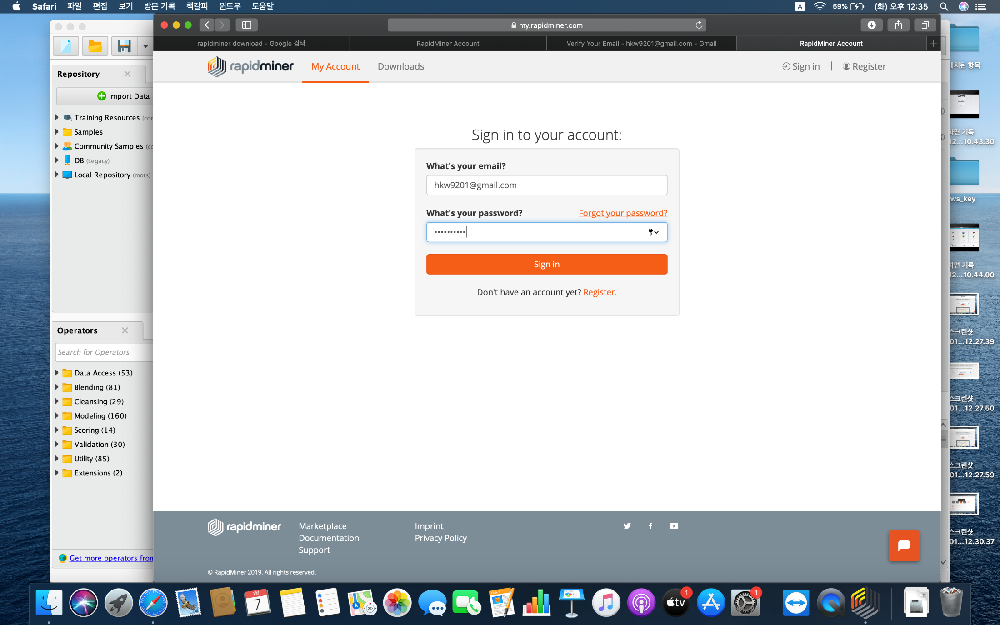 Safari 파일 편집 보기 방문 기록 책갈피 윈도우 도움말
A 59% (화) 오후 12:35
my.rapidminer.com
rapidminer download - Google 검색
RapidMiner Account
Verify Your Email - hkw9201@gmail.com - Gmail
RapidMiner Account
rapidminer
My Account
Downloads
Sign in | Register
Repository
Import Data
Training Resources (cor
Samples
Community Samples (cc
DB (Legacy)
Local Repository (mots)
Operators
Search for Operators
Data Access (53)
Blending (81)
Cleansing (29)
Modeling (160)
Scoring (14)
Validation (30)
Utility (85)
Extensions (2)
Get more operators from
Sign in to your account:
What's your email?
hkw9201@gmail.com
What's your password? Forgot your password?
••••••••••
Sign in
Don't have an account yet? Register.
rapidminer
Marketplace
Documentation
Support
Imprint
Privacy Policy
© RapidMiner 2019. All rights reserved.
배치된 항목
화면 기록
12...10.43.30
ws_key
화면 기록
12...10.44.00
스크린샷
01...12.27.39
스크린샷
01...12.27.50
스크린샷
01...12.27.59
스크린샷
01...12.30.37
1월
7
3D
PAGES
tv
1
1